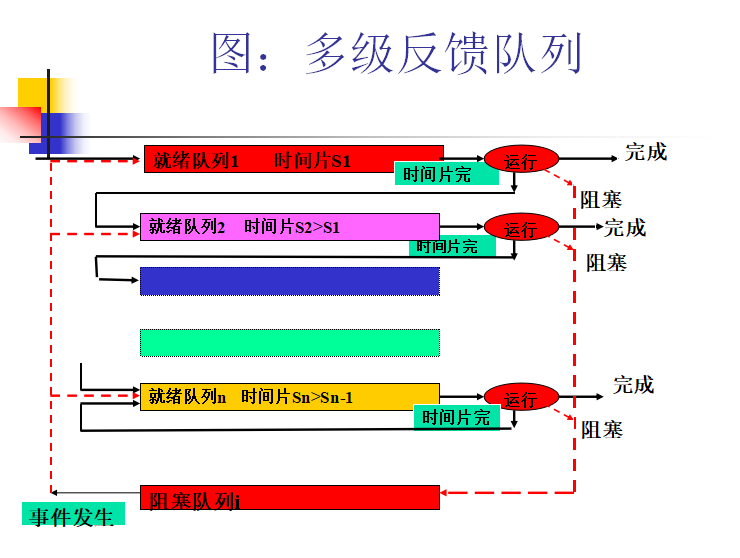 图：多级反馈队列
就绪队列1 时间片S1
运行
完成
时间片完
阻塞
就绪队列2 时间片S2>S1
运行
完成
时间片完
阻塞
就绪队列n 时间片Sn>Sn-1
运行
完成
时间片完
阻塞
阻塞队列i
事件发生